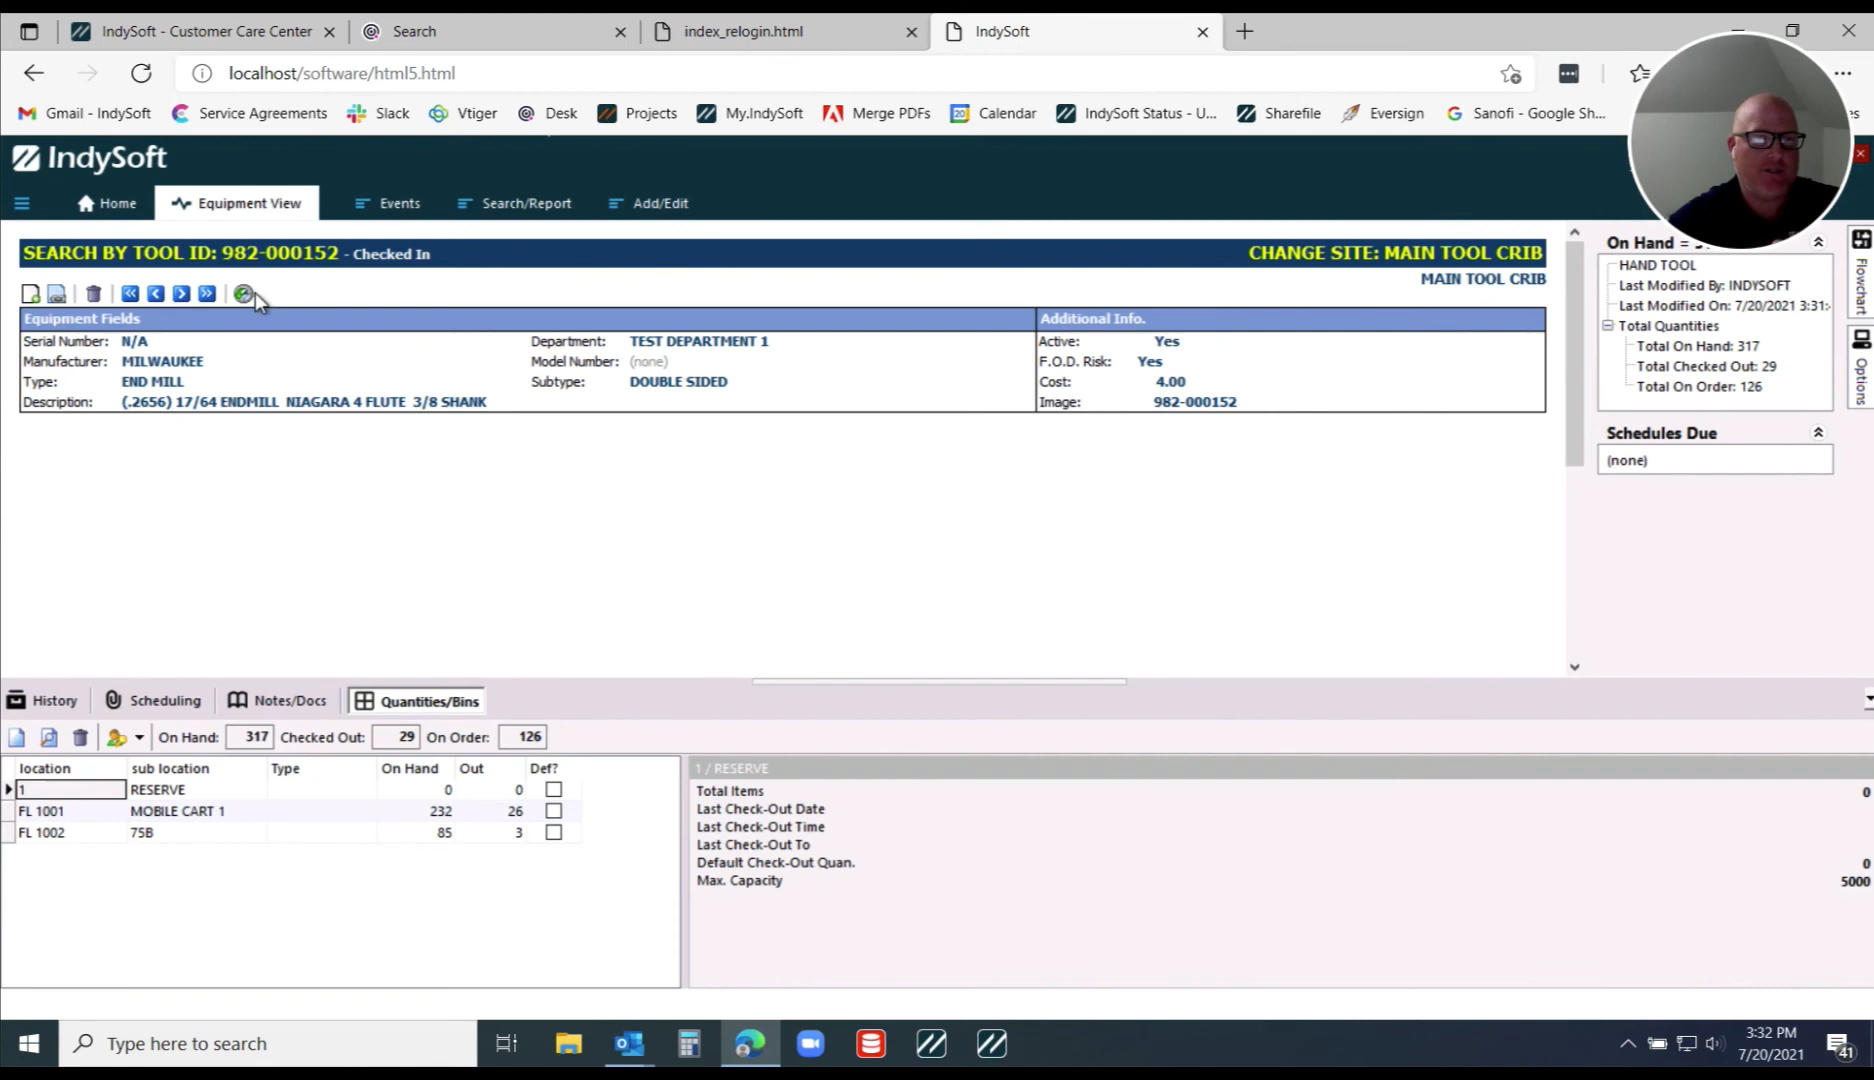 IndySoft - Customer Care Center
Search
index_relogin.html
IndySoft
localhost/software/html5.html
Gmail - IndySoft
Service Agreements
Slack
Vtiger
Desk
Projects
My.IndySoft
Merge PDFs
Calendar
IndySoft Status - U...
Sharefile
Eversign
Sanofi - Google Sh...
IndySoft
Home
Equipment View
Events
Search/Report
Add/Edit
SEARCH BY TOOL ID: 982-000152 - Checked In
CHANGE SITE: MAIN TOOL CRIB
MAIN TOOL CRIB
Equipment Fields
Additional Info.
Serial Number: N/A
Department: TEST DEPARTMENT 1
Active: Yes
Manufacturer: MILWAUKEE
Model Number: (none)
F.O.D. Risk: Yes
Type: END MILL
Subtype: DOUBLE SIDED
Cost: 4.00
Description: (.2656) 17/64 ENDMILL NIAGARA 4 FLUTE 3/8 SHANK
Image: 982-000152
On Hand =
HAND TOOL
Last Modified By: INDYSOFT
Last Modified On: 7/20/2021 3:31:
Total Quantities
Total On Hand: 317
Total Checked Out: 29
Total On Order: 126
Schedules Due
(none)
Flowchart
Options
History
Scheduling
Notes/Docs
Quantities/Bins
On Hand: 317 Checked Out: 29 On Order: 126
location sub location Type On Hand Out Def?
1 RESERVE 0 0
FL 1001 MOBILE CART 1 232 26
FL 1002 75B 85 3
1 / RESERVE
Total Items 0
Last Check-Out Date
Last Check-Out Time
Last Check-Out To
Default Check-Out Quan. 0
Max. Capacity 5000
Type here to search
3:32 PM
7/20/2021
41